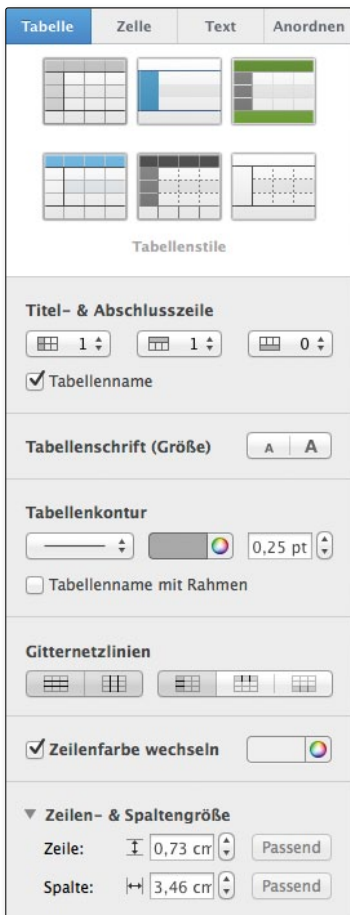 Tabelle Zelle Text Anordnen
Tabellenstile
Titel- & Abschlusszeile
1 1 0
Tabellenname
Tabellenschrift (Größe) A A
Tabellenkontur
0,25 pt
Tabellenname mit Rahmen
Gitternetzlinien
Zeilenfarbe wechseln
Zeilen- & Spaltengröße
Zeile: 0,73 cm Passend
Spalte: 3,46 cm Passend